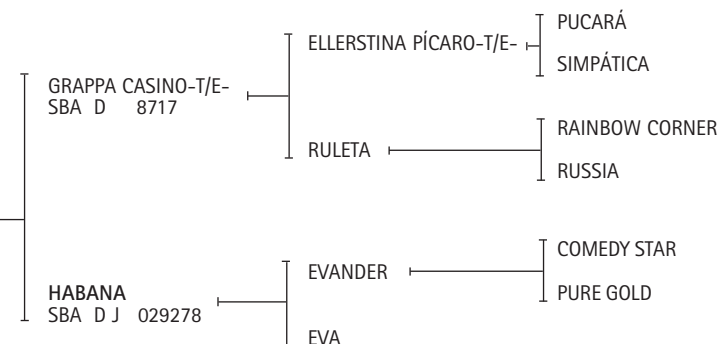 PUCARÁ
ELLERSTINA PÍCARO-T/E-
SIMPÁTICA
GRAPPA CASINO-T/E-
SBA D 8717
RAINBOW CORNER
RULETA
RUSSIA
COMEDY STAR
EVANDER
PURE GOLD
HABANA
SBA D J 029278
EVA